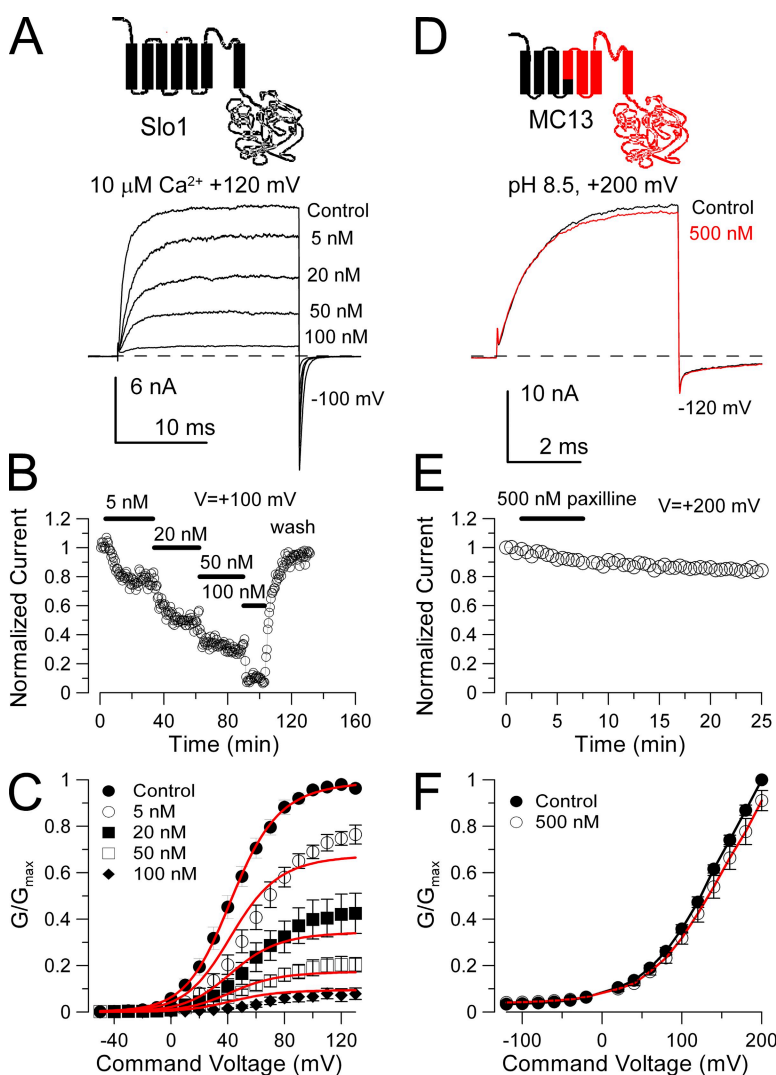 A
Slo1
10 μM Ca²⁺ +120 mV
Control
5 nM
20 nM
50 nM
100 nM
6 nA
10 ms
-100 mV
D
MC13
pH 8.5, +200 mV
Control
500 nM
10 nA
2 ms
-120 mV
B
5 nM
V=+100 mV
20 nM
wash
50 nM
100 nM
Normalized Current
1.2
1
0.8
0.6
0.4
0.2
0
0 40 80 120 160
Time (min)
E
500 nM paxilline
V=+200 mV
Normalized Current
1.2
1
0.8
0.6
0.4
0.2
0
0 5 10 15 20 25
Time (min)
C
Control
5 nM
20 nM
50 nM
100 nM
G/Gmax
1
0.8
0.6
0.4
0.2
0
-40 0 40 80 120
Command Voltage (mV)
F
Control
500 nM
G/Gmax
1
0.8
0.6
0.4
0.2
0
-100 0 100 200
Command Voltage (mV)